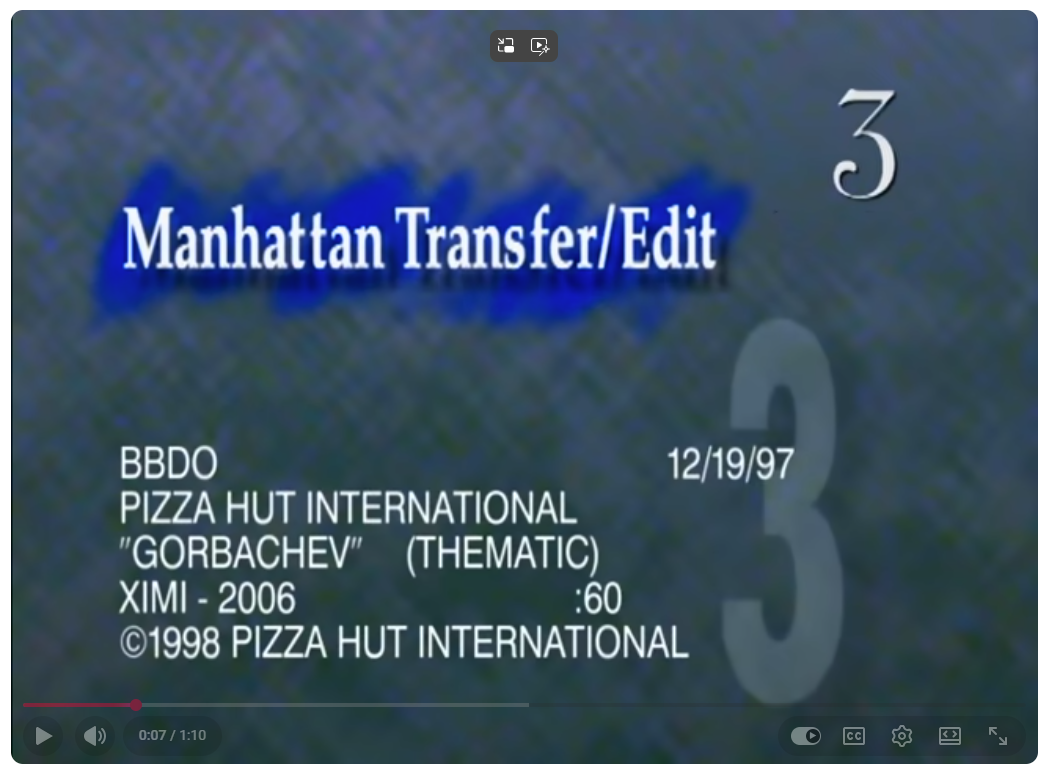 3
Manhattan Transfer/Edit
3
BBDO 12/19/97
PIZZA HUT INTERNATIONAL
"GORBACHEV" (THEMATIC)
XIMI - 2006 :60
©1998 PIZZA HUT INTERNATIONAL
0:07 / 1:10
CC